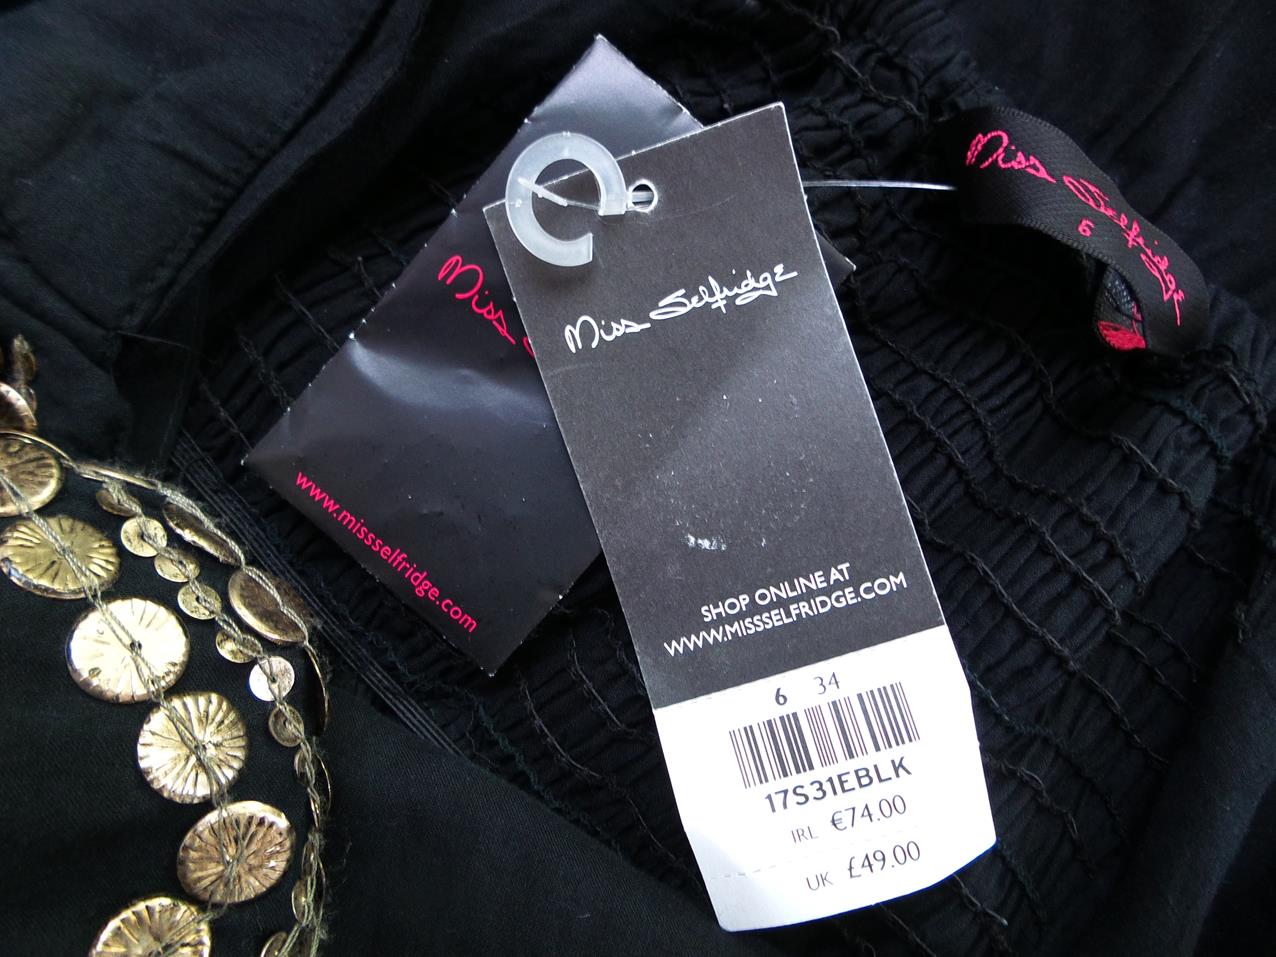 Miss
www.missselfridge.com
Miss Selfridge
SHOP ONLINE AT
WWW.MISSSELFRIDGE.COM
6 34
17S31EBLK
IRL €74.00
UK £49.00
Miss Selfridge
6